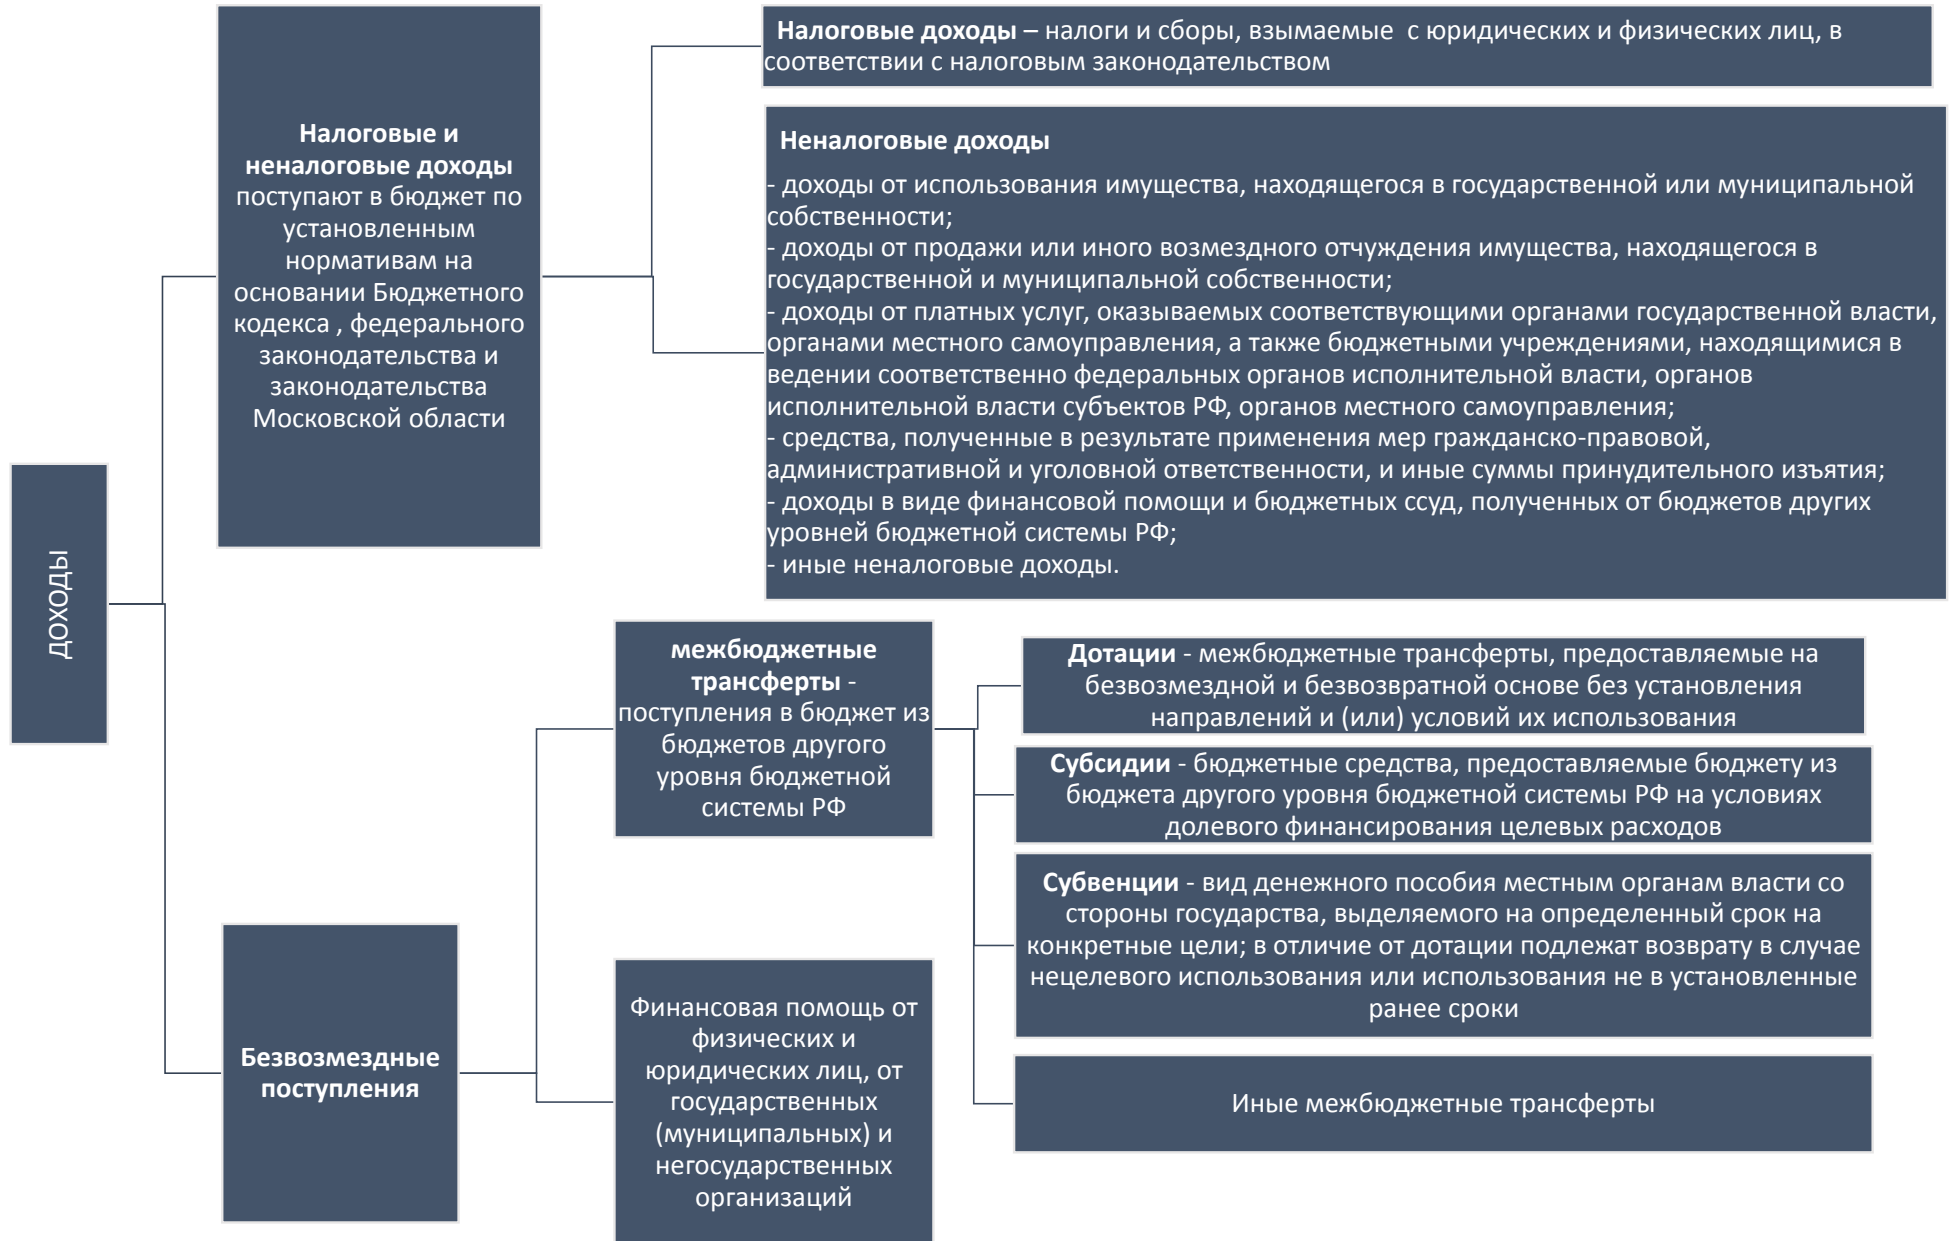 ДОХОДЫ
Налоговые и
неналоговые доходы
поступают в бюджет по
установленным
нормативам на
основании Бюджетного
кодекса , федерального
законодательства и
законодательства
Московской области
Налоговые доходы – налоги и сборы, взымаемые  с юридических и физических лиц, в
соответствии с налоговым законодательством
Неналоговые доходы
- доходы от использования имущества, находящегося в государственной или муниципальной
собственности;
- доходы от продажи или иного возмездного отчуждения имущества, находящегося в
государственной и муниципальной собственности;
- доходы от платных услуг, оказываемых соответствующими органами государственной власти,
органами местного самоуправления, а также бюджетными учреждениями, находящимися в
ведении соответственно федеральных органов исполнительной власти, органов
исполнительной власти субъектов РФ, органов местного самоуправления;
- средства, полученные в результате применения мер гражданско-правовой,
административной и уголовной ответственности, и иные суммы принудительного изъятия;
- доходы в виде финансовой помощи и бюджетных ссуд, полученных от бюджетов других
уровней бюджетной системы РФ;
- иные неналоговые доходы.
Безвозмездные
поступления
межбюджетные
трансферты -
поступления в бюджет из
бюджетов другого
уровня бюджетной
системы РФ
Дотации - межбюджетные трансферты, предоставляемые на
безвозмездной и безвозвратной основе без установления
направлений и (или) условий их использования
Субсидии - бюджетные средства, предоставляемые бюджету из
бюджета другого уровня бюджетной системы РФ на условиях
долевого финансирования целевых расходов
Субвенции - вид денежного пособия местным органам власти со
стороны государства, выделяемого на определенный срок на
конкретные цели; в отличие от дотации подлежат возврату в случае
нецелевого использования или использования не в установленные
ранее сроки
Иные межбюджетные трансферты
Финансовая помощь от
физических и
юридических лиц, от
государственных
(муниципальных) и
негосударственных
организаций